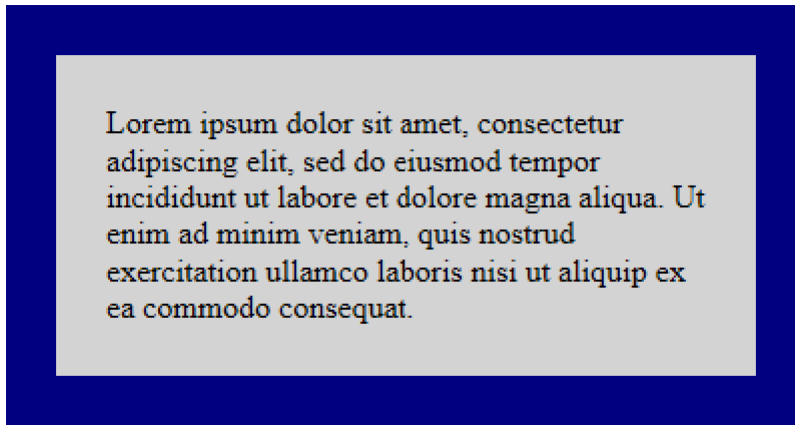 Lorem ipsum dolor sit amet, consectetur
adipiscing elit, sed do eiusmod tempor
incididunt ut labore et dolore magna aliqua. Ut
enim ad minim veniam, quis nostrud
exercitation ullamco laboris nisi ut aliquip ex
ea commodo consequat.